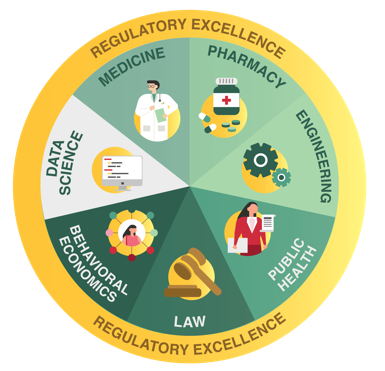 REGULATORY EXCELLENCE
MEDICINE
PHARMACY
ENGINEERING
PUBLIC
HEALTH
LAW
BEHAVIORAL
ECONOMICS
DATA
SCIENCE
REGULATORY EXCELLENCE